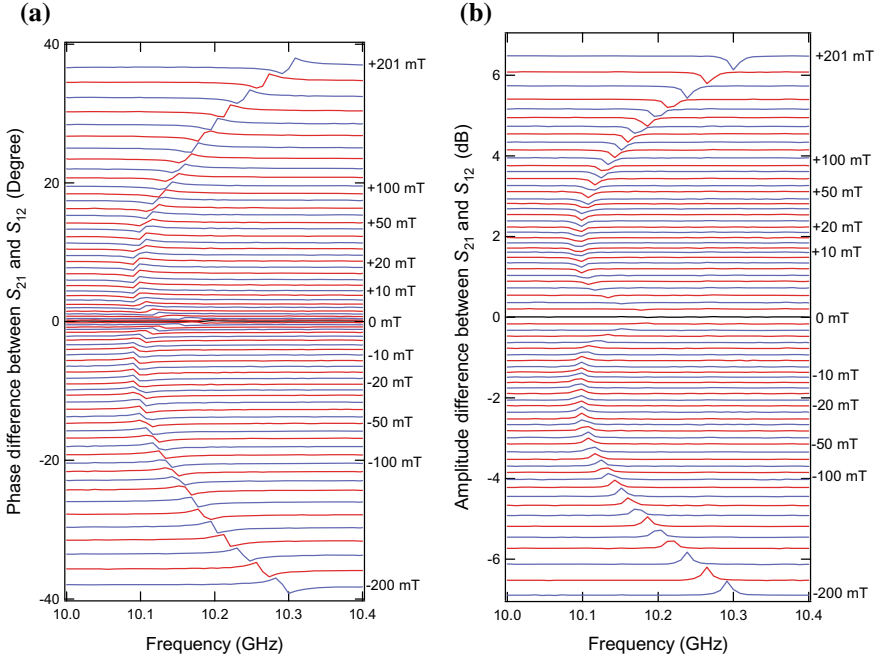 (a)
Phase difference between S21 and S12 (Degree)
40
20
0
-20
-40
+201 mT
+100 mT
+50 mT
+20 mT
+10 mT
0 mT
-10 mT
-20 mT
-50 mT
-100 mT
-200 mT
10.0 10.1 10.2 10.3 10.4
Frequency (GHz)
(b)
Amplitude difference between S21 and S12 (dB)
6
4
2
0
-2
-4
-6
+201 mT
+100 mT
+50 mT
+20 mT
+10 mT
0 mT
-10 mT
-20 mT
-50 mT
-100 mT
-200 mT
10.0 10.1 10.2 10.3 10.4
Frequency (GHz)